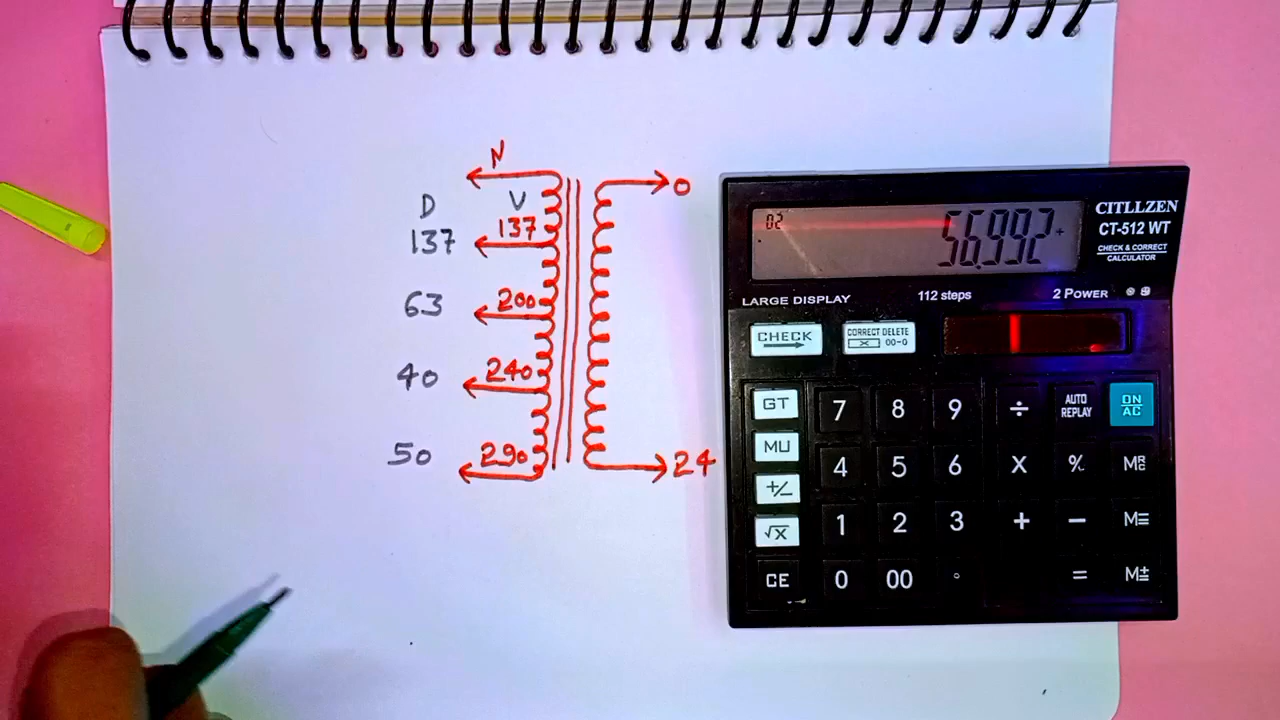 N
D V
137 137
63 200
40 240
50 290
0
24
02 56.992 +
CITLLZEN
CT-512 WT
CHECK & CORRECT
CALCULATOR
LARGE DISPLAY 112 steps 2 POWER
CHECK CORRECT DELETE
00→0
GT 7 8 9 ÷ AUTO REPLAY ON AC
MU 4 5 6 X % MRC
+/− 1 2 3 + − M=
√x
CE 0 00 . = M±